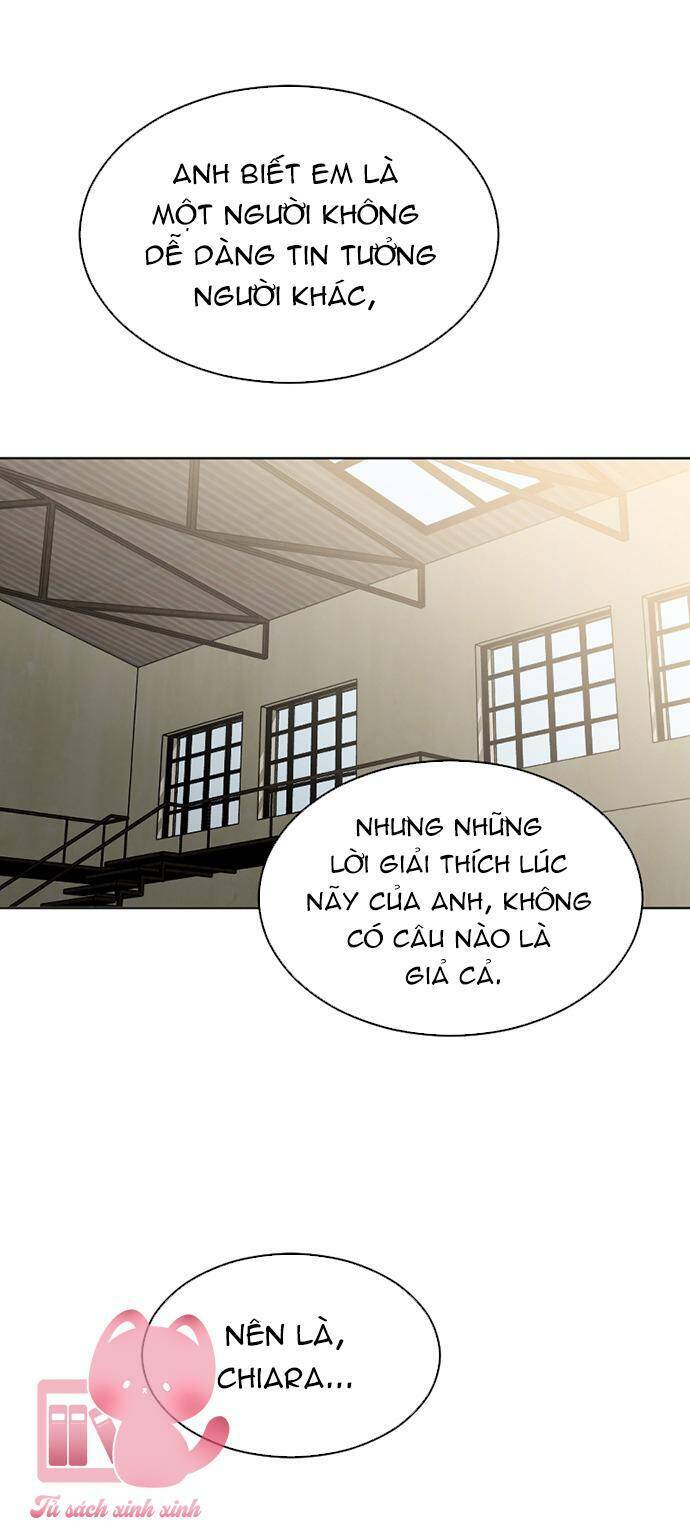 ANH BIẾT EM LÀ
MỘT NGƯỜI KHÔNG
DỄ DÀNG TIN TƯỞNG
NGƯỜI KHÁC,
NHƯNG NHỮNG
LỜI GIẢI THÍCH LÚC
NÃY CỦA ANH, KHÔNG
CÓ CÂU NÀO LÀ
GIẢ CẢ.
NÊN LÀ,
CHIARA...
Tủ sách xinh xinh